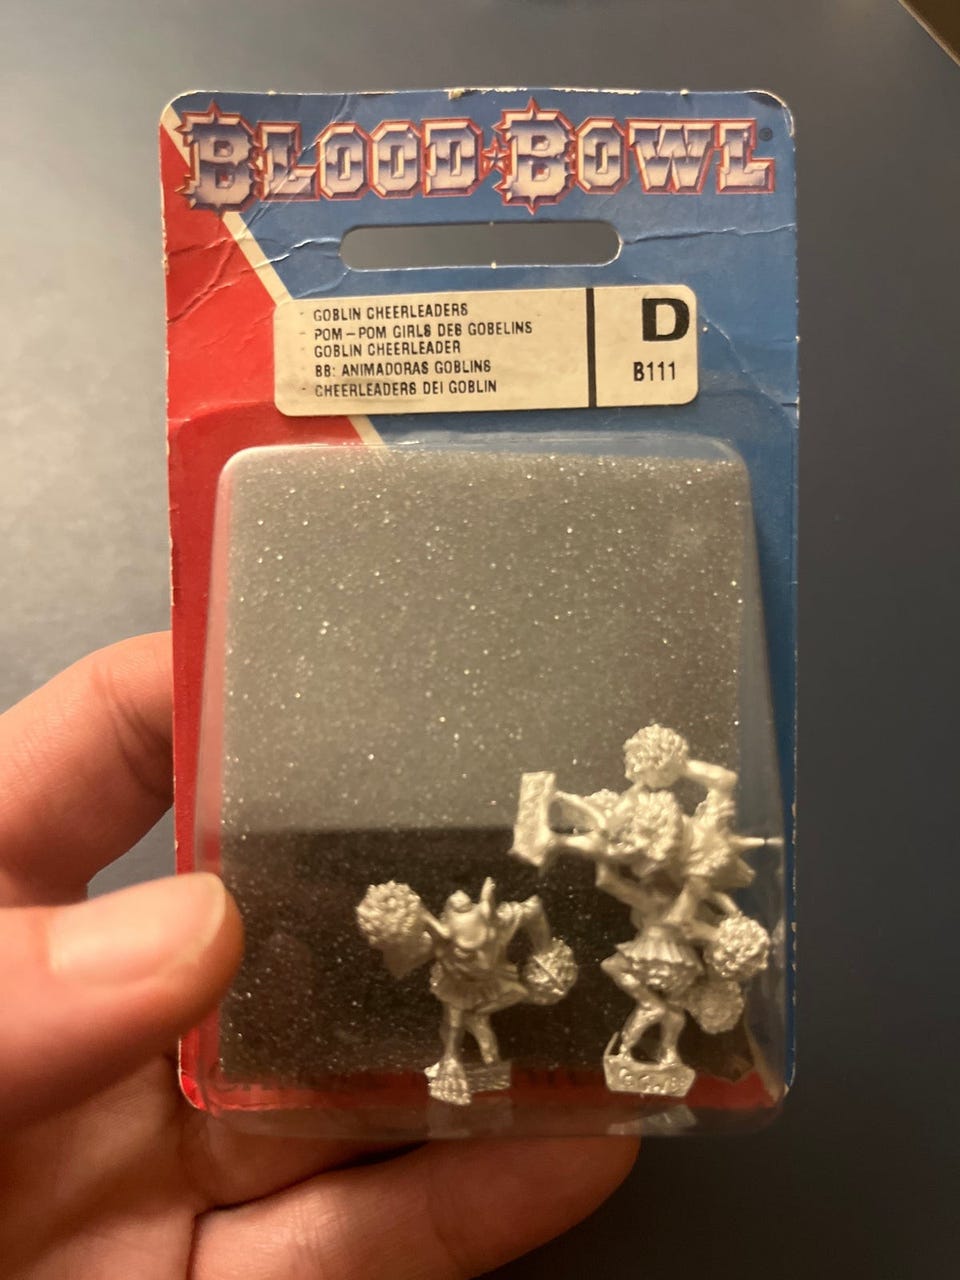 BLOOD★BOWL®
- GOBLIN CHEERLEADERS
- POM-POM GIRLS DES GOBELINS
GOBLIN CHEERLEADER
BB: ANIMADORAS GOBLINS
- CHEERLEADERS DEI GOBLIN
D
B111